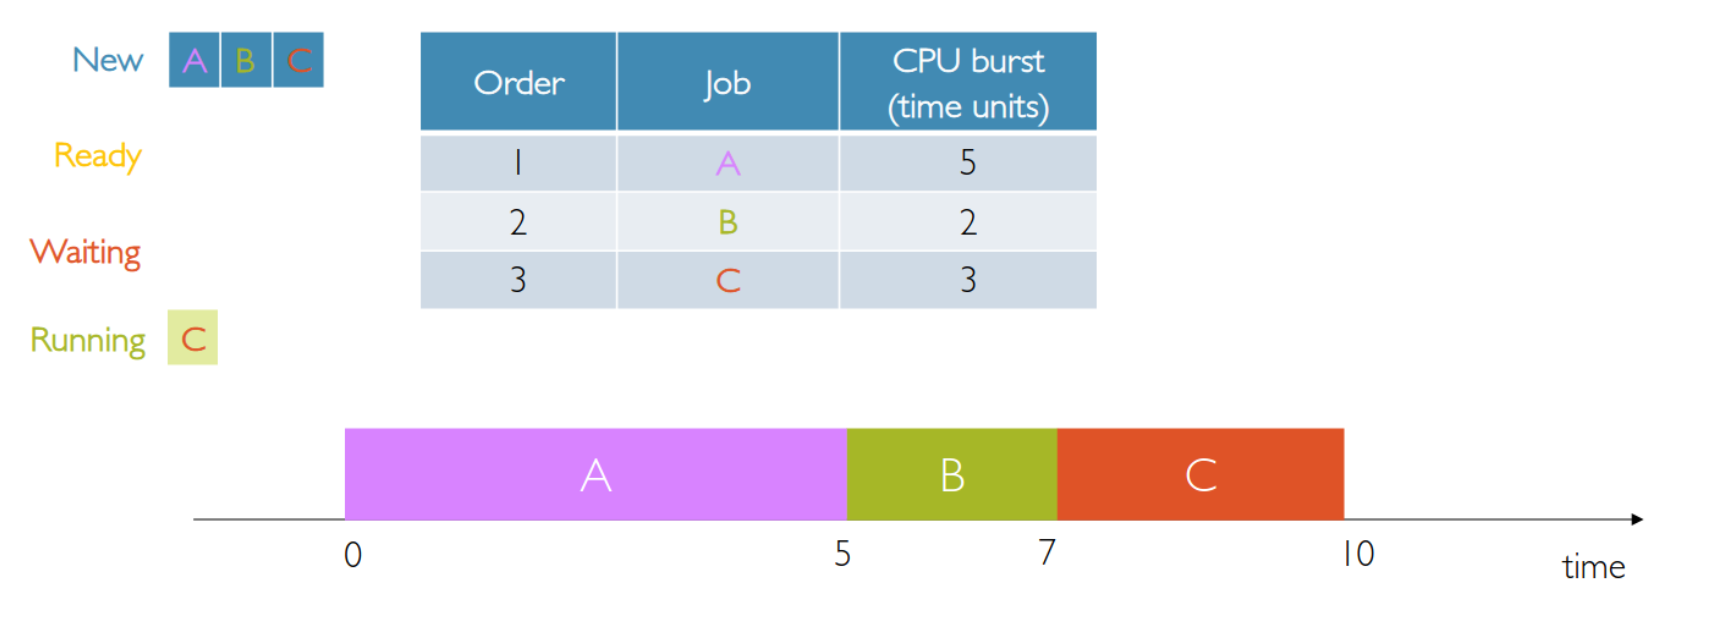 New A B C
Ready
Waiting
Running C
Order Job CPU burst
(time units)
1 A 5
2 B 2
3 C 3
A B C
0 5 7 10 time